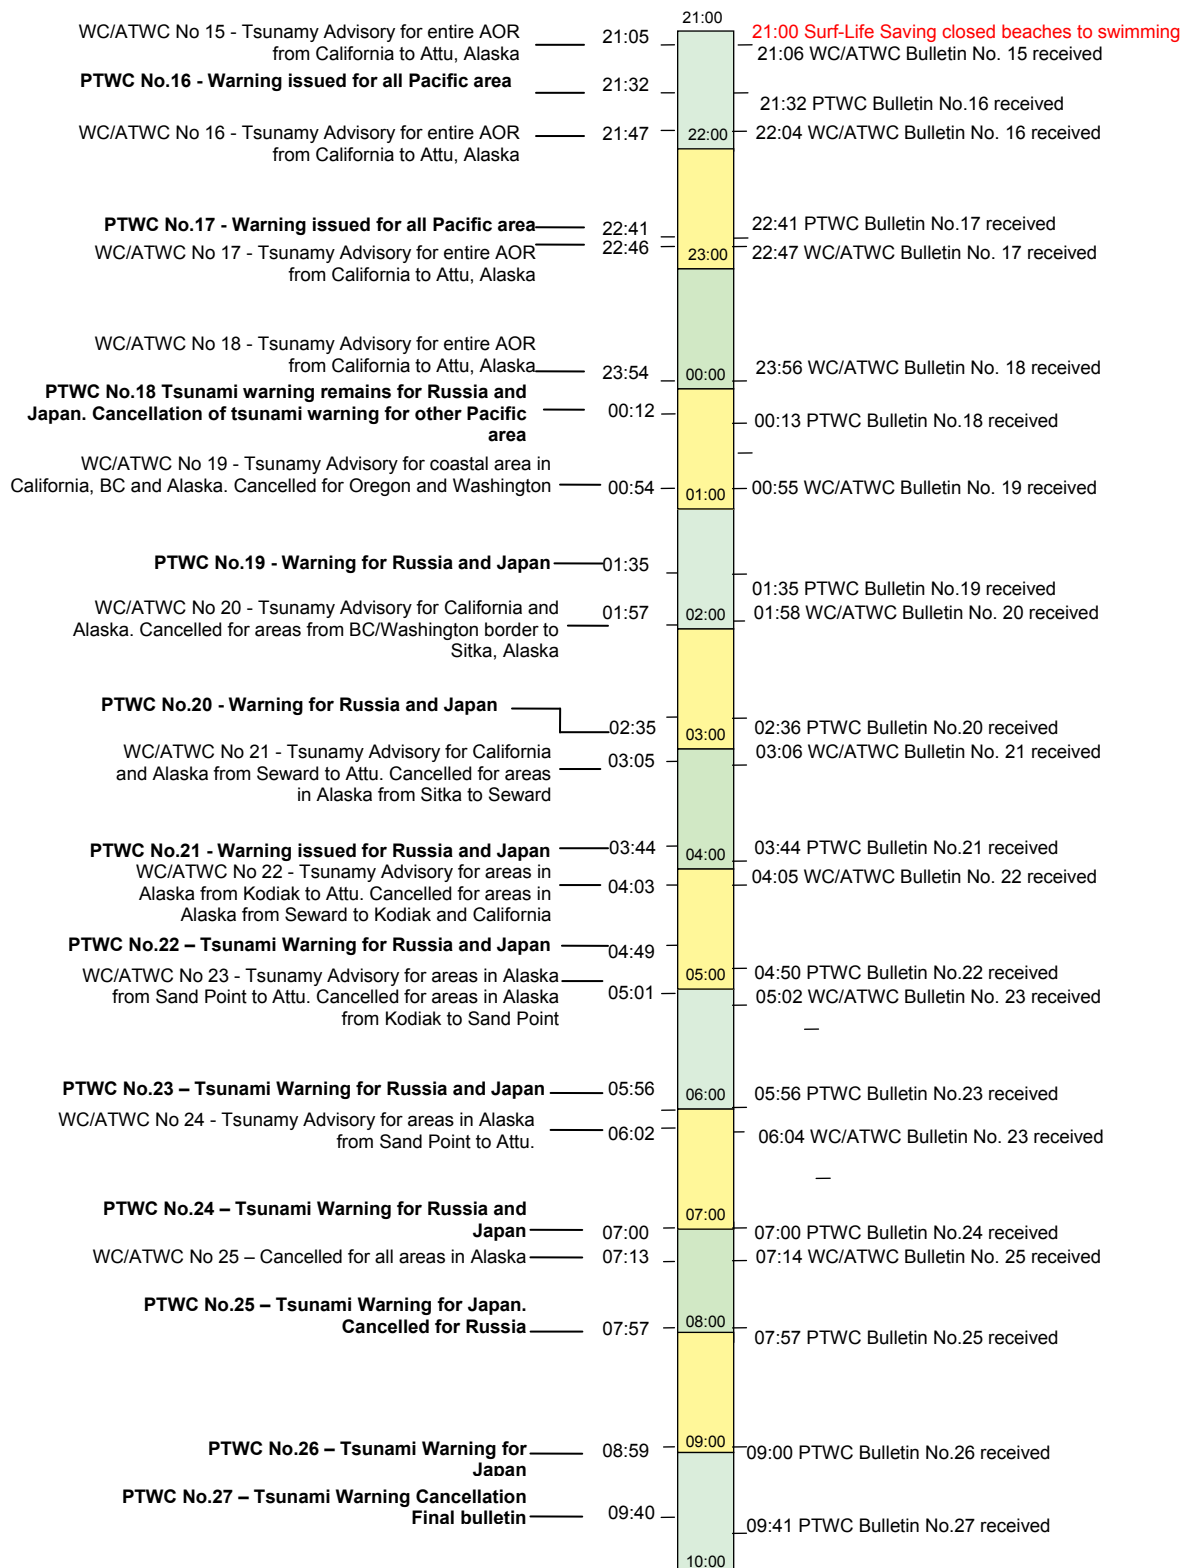 21:00
WC/ATWC No 15 - Tsunamy Advisory for entire AOR
from California to Attu, Alaska
21:05
21:00 Surf-Life Saving closed beaches to swimming
21:06 WC/ATWC Bulletin No. 15 received
PTWC No.16 - Warning issued for all Pacific area
21:32
21:32 PTWC Bulletin No.16 received
WC/ATWC No 16 - Tsunamy Advisory for entire AOR
from California to Attu, Alaska
21:47
22:00
22:04 WC/ATWC Bulletin No. 16 received
PTWC No.17 - Warning issued for all Pacific area
22:41
22:41 PTWC Bulletin No.17 received
WC/ATWC No 17 - Tsunamy Advisory for entire AOR
from California to Attu, Alaska
22:46
23:00
22:47 WC/ATWC Bulletin No. 17 received
WC/ATWC No 18 - Tsunamy Advisory for entire AOR
from California to Attu, Alaska
23:54
00:00
23:56 WC/ATWC Bulletin No. 18 received
PTWC No.18 Tsunami warning remains for Russia and
Japan. Cancellation of tsunami warning for other Pacific
area
00:12
00:13 PTWC Bulletin No.18 received
WC/ATWC No 19 - Tsunamy Advisory for coastal area in
California, BC and Alaska. Cancelled for Oregon and Washington
00:54
01:00
00:55 WC/ATWC Bulletin No. 19 received
PTWC No.19 - Warning for Russia and Japan
01:35
01:35 PTWC Bulletin No.19 received
WC/ATWC No 20 - Tsunamy Advisory for California and
Alaska. Cancelled for areas from BC/Washington border to
Sitka, Alaska
01:57
02:00
01:58 WC/ATWC Bulletin No. 20 received
PTWC No.20 - Warning for Russia and Japan
02:35
03:00
02:36 PTWC Bulletin No.20 received
WC/ATWC No 21 - Tsunamy Advisory for California
and Alaska from Seward to Attu. Cancelled for areas
in Alaska from Sitka to Seward
03:05
03:06 WC/ATWC Bulletin No. 21 received
PTWC No.21 - Warning issued for Russia and Japan
03:44
04:00
03:44 PTWC Bulletin No.21 received
WC/ATWC No 22 - Tsunamy Advisory for areas in
Alaska from Kodiak to Attu. Cancelled for areas in
Alaska from Seward to Kodiak and California
04:03
04:05 WC/ATWC Bulletin No. 22 received
PTWC No.22 – Tsunami Warning for Russia and Japan
04:49
05:00
04:50 PTWC Bulletin No.22 received
WC/ATWC No 23 - Tsunamy Advisory for areas in Alaska
from Sand Point to Attu. Cancelled for areas in Alaska
from Kodiak to Sand Point
05:01
05:02 WC/ATWC Bulletin No. 23 received
PTWC No.23 – Tsunami Warning for Russia and Japan
05:56
06:00
05:56 PTWC Bulletin No.23 received
WC/ATWC No 24 - Tsunamy Advisory for areas in Alaska
from Sand Point to Attu.
06:02
06:04 WC/ATWC Bulletin No. 23 received
PTWC No.24 – Tsunami Warning for Russia and
Japan
07:00
07:00
07:00 PTWC Bulletin No.24 received
WC/ATWC No 25 – Cancelled for all areas in Alaska
07:13
07:14 WC/ATWC Bulletin No. 25 received
PTWC No.25 – Tsunami Warning for Japan.
Cancelled for Russia
07:57
08:00
07:57 PTWC Bulletin No.25 received
PTWC No.26 – Tsunami Warning for
Japan
08:59
09:00
09:00 PTWC Bulletin No.26 received
PTWC No.27 – Tsunami Warning Cancellation
Final bulletin
09:40
09:41 PTWC Bulletin No.27 received
10:00